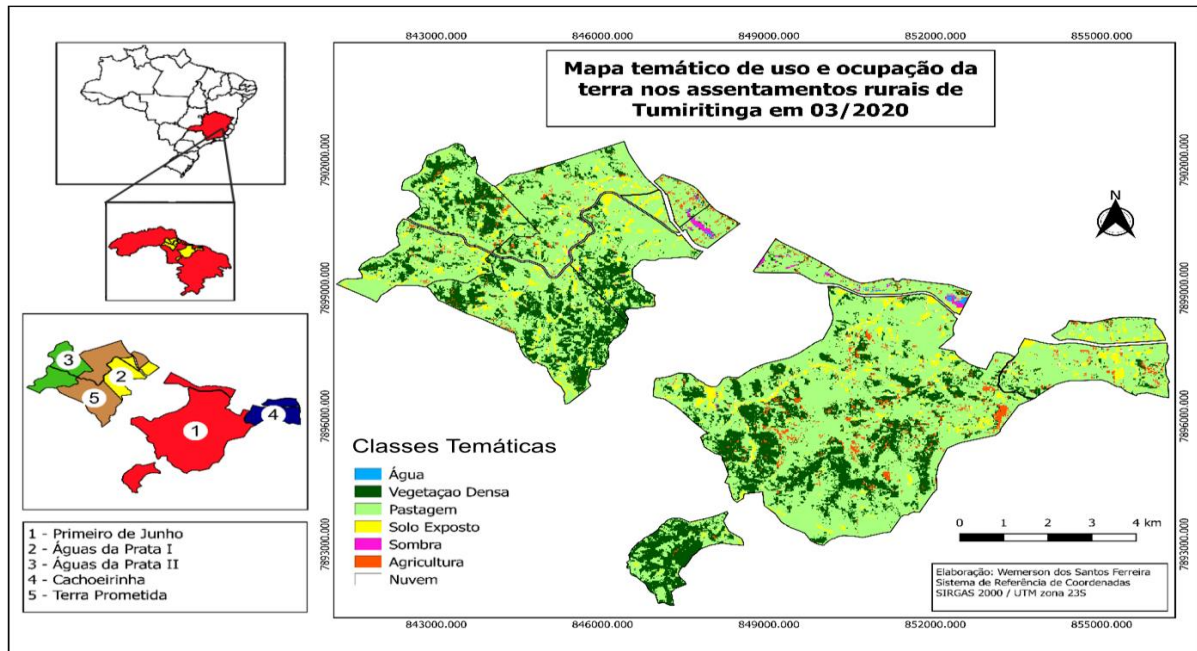 843000.000 846000.000 849000.000 852000.000 855000.000
Mapa temático de uso e ocupação da
terra nos assentamentos rurais de
Tumiritinga em 03/2020
7902000.000
7902000.000
N
7899000.000
7899000.000
3
2
5
1
4
7896000.000
7896000.000
Classes Temáticas
Água
Vegetaçao Densa
Pastagem
Solo Exposto
Sombra
Agricultura
Nuvem
0 1 2 3 4 km
1 - Primeiro de Junho
2 - Águas da Prata I
3 - Águas da Prata II
4 - Cachoeirinha
5 - Terra Prometida
7893000.000
7893000.000
Elaboração: Wemerson dos Santos Ferreira
Sistema de Referência de Coordenadas
SIRGAS 2000 / UTM zona 23S
843000.000 846000.000 849000.000 852000.000 855000.000